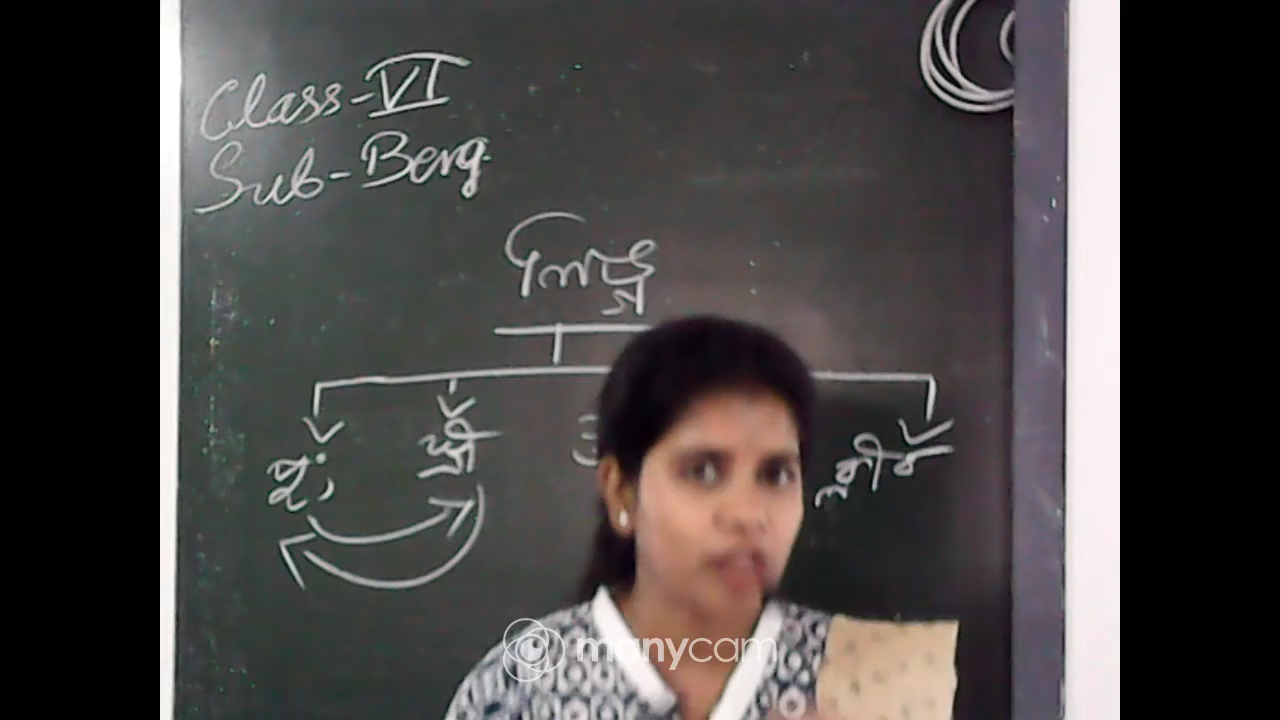 Class-VI
Sub-Beng
লিঙ্গ
পুং স্ত্রী ক্লীব
manycam